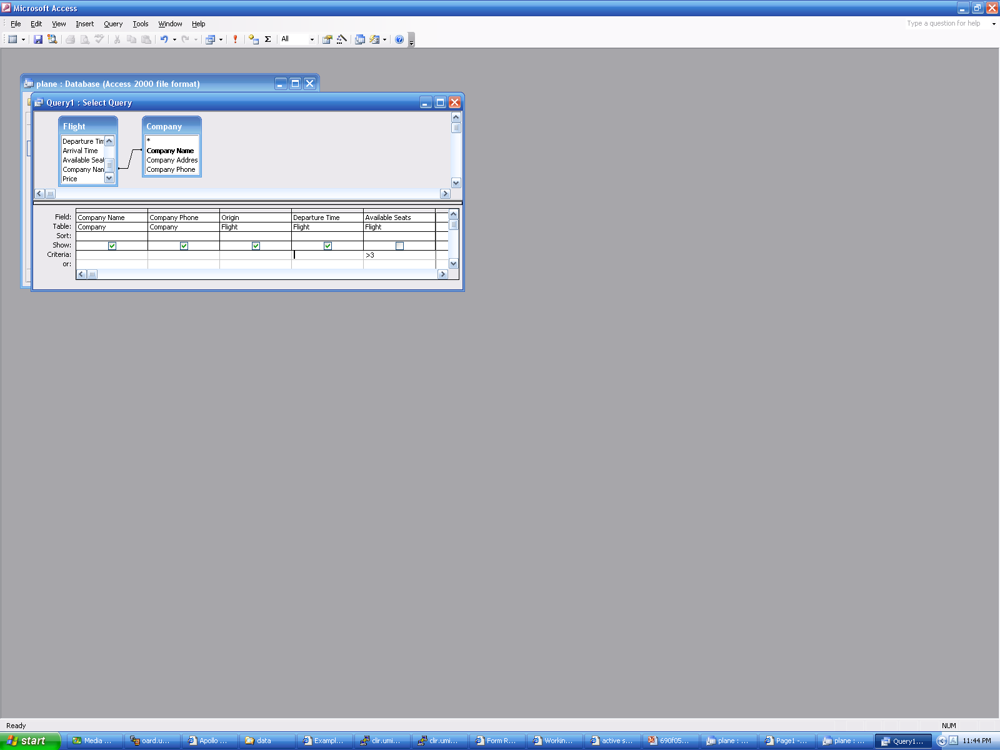 Microsoft Access
File Edit View Insert Query Tools Window Help
Type a question for help
All
plane : Database (Access 2000 file format)
Query1 : Select Query
Flight
Departure Tim
Arrival Time
Available Seat
Company Nam
Price
Company
*
Company Name
Company Addres
Company Phone
Field: Company Name Company Phone Origin Departure Time Available Seats
Table: Company Company Flight Flight Flight
Sort:
Show:
Criteria: >3
or:
Ready NUM
start Media ... oard.u... Apollo ... data Exampl... clir.umi... clir.umi... Form R... Workin... active s... 690f05... plane : ... Page1 -... plane : ... Query1... 11:44 PM